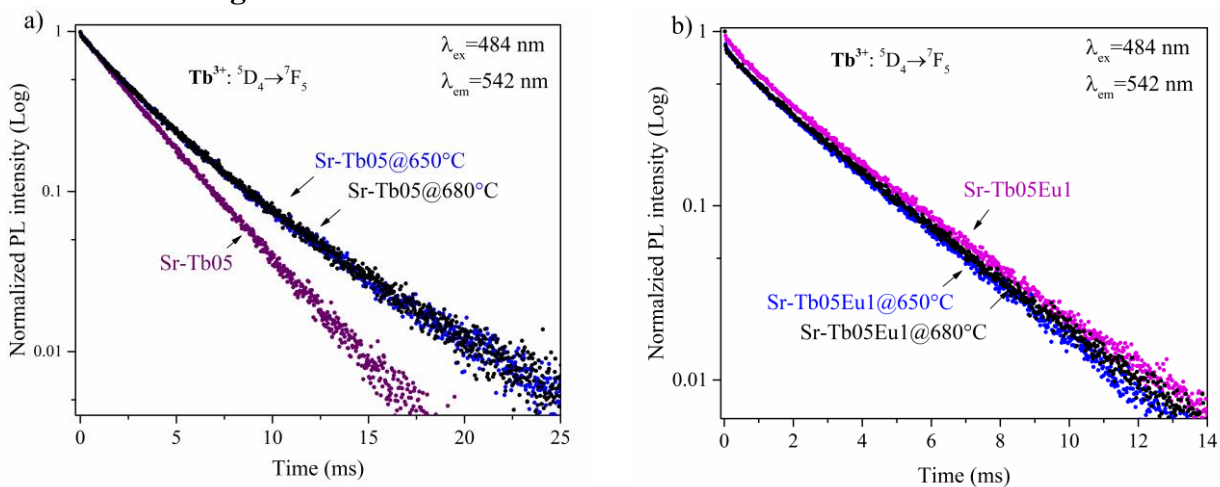 a)
λex=484 nm
Tb3+: 5D4→7F5
λem=542 nm
Normalized PL intensity (Log)
1
0.1
0.01
Sr-Tb05@650°C
Sr-Tb05@680°C
Sr-Tb05
0 5 10 15 20 25
Time (ms)
b)
λex=484 nm
Tb3+: 5D4→7F5
λem=542 nm
Normalzied PL intensity (Log)
1
0.1
0.01
Sr-Tb05Eu1
Sr-Tb05Eu1@650°C
Sr-Tb05Eu1@680°C
0 2 4 6 8 10 12 14
Time (ms)